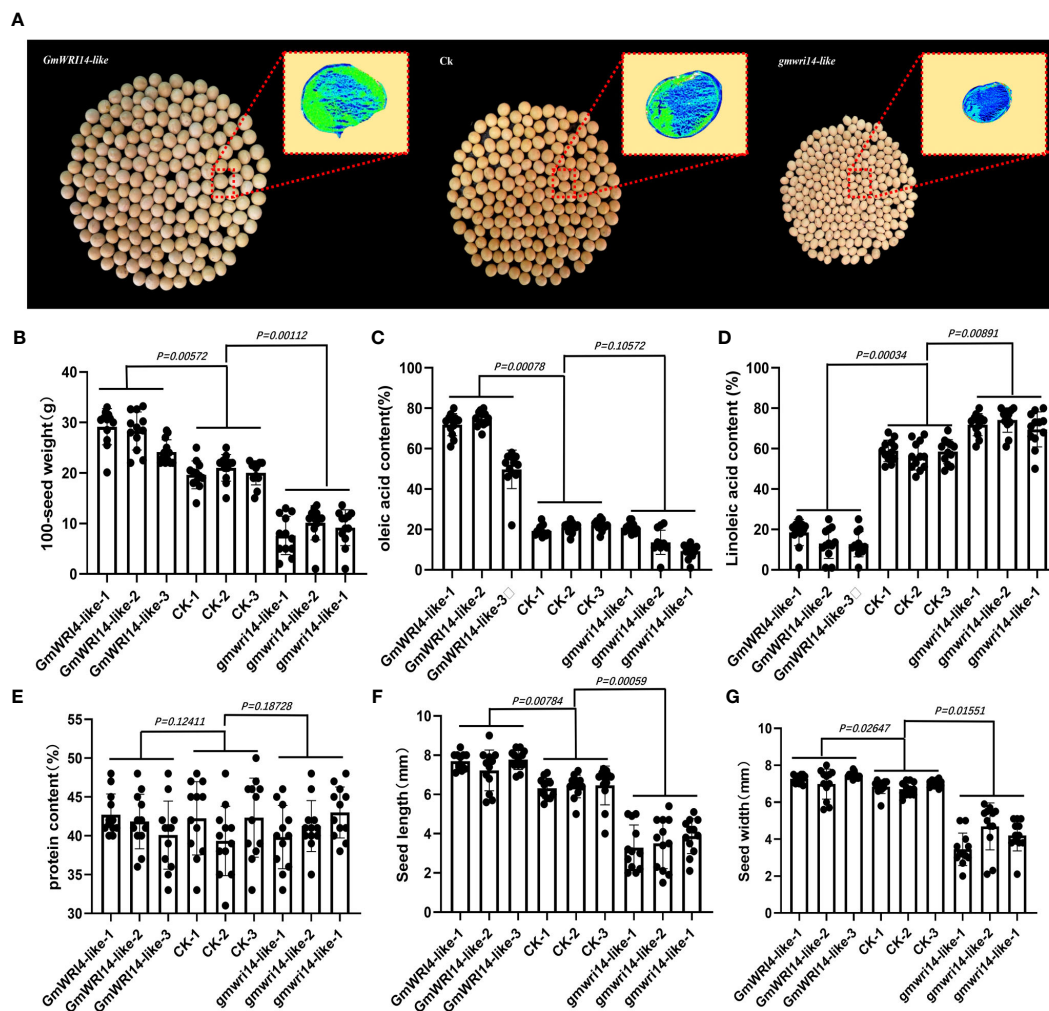 A
GmWRI14-like
Ck
gmwri14-like
B
P=0.00112
P=0.00572
100-seed weight(g)
40
30
20
10
0
GmWRI4-like-1
GmWRI14-like-2
GmWRI14-like-3
CK-1
CK-2
CK-3
gmwri14-like-1
gmwri14-like-2
gmwri14-like-1
C
P=0.10572
P=0.00078
oleic acid content(%)
80
60
40
20
0
GmWRI4-like-1
GmWRI14-like-2
GmWRI14-like-3
CK-1
CK-2
CK-3
gmwri14-like-1
gmwri14-like-2
gmwri14-like-1
D
P=0.00891
P=0.00034
Linoleic acid content (%)
100
80
60
40
20
0
GmWRI4-like-1
GmWRI14-like-2
GmWRI14-like-3
CK-1
CK-2
CK-3
gmwri14-like-1
gmwri14-like-2
gmwri14-like-1
E
P=0.18728
P=0.12411
protein content(%)
55
50
45
40
35
30
GmWRI4-like-1
GmWRI14-like-2
GmWRI14-like-3
CK-1
CK-2
CK-3
gmwri14-like-1
gmwri14-like-2
gmwri14-like-1
F
P=0.00059
P=0.00784
Seed length(mm)
10
8
6
4
2
0
GmWRI4-like-1
GmWRI14-like-2
GmWRI14-like-3
CK-1
CK-2
CK-3
gmwri14-like-1
gmwri14-like-2
gmwri14-like-1
G
P=0.01551
P=0.02647
Seed width(mm)
10
8
6
4
2
0
GmWRI4-like-1
GmWRI14-like-2
GmWRI14-like-3
CK-1
CK-2
CK-3
gmwri14-like-1
gmwri14-like-2
gmwri14-like-1